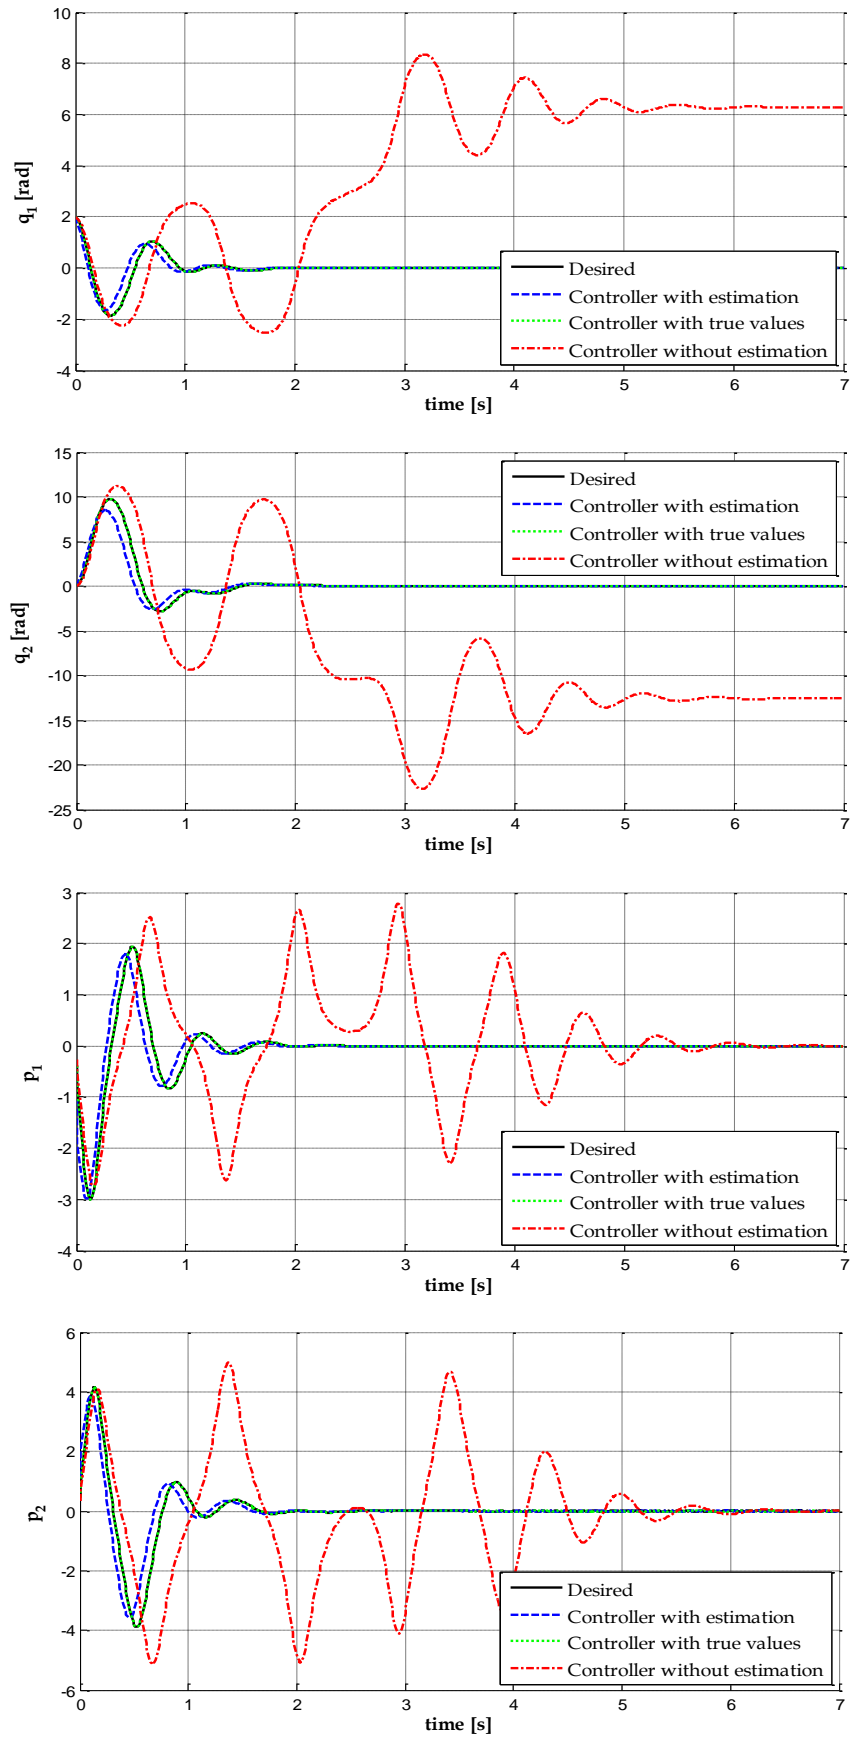 10
8
6
4
2
0
-2
-4
q1 [rad]
Desired
Controller with estimation
Controller with true values
Controller without estimation
0 1 2 3 4 5 6 7
time [s]
15
10
5
0
-5
-10
-15
-20
-25
q2 [rad]
Desired
Controller with estimation
Controller with true values
Controller without estimation
0 1 2 3 4 5 6 7
time [s]
3
2
1
0
-1
-2
-3
-4
p1
Desired
Controller with estimation
Controller with true values
Controller without estimation
0 1 2 3 4 5 6 7
time [s]
6
4
2
0
-2
-4
-6
p2
Desired
Controller with estimation
Controller with true values
Controller without estimation
0 1 2 3 4 5 6 7
time [s]